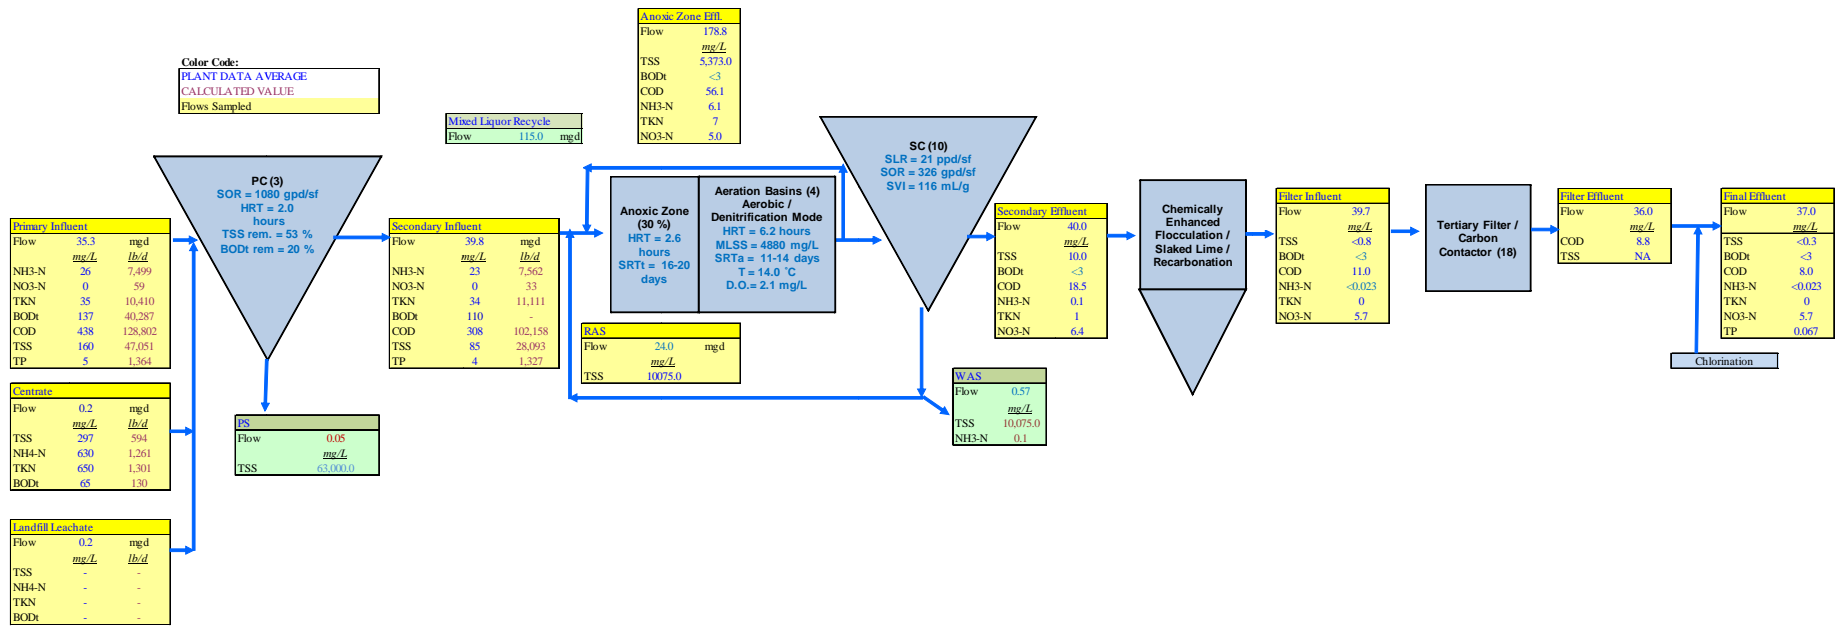 Color Code:
PLANT DATA AVERAGE
CALCULATED VALUE
Flows Sampled
Anoxic Zone Effl.
Flow 178.8
mg/L
TSS 5,373.0
BODt <3
COD 56.1
NH3-N 6.1
TKN 7
NO3-N 5.0
Mixed Liquor Recycle
Flow 115.0 mgd
PC (3)
SOR = 1080 gpd/sf
HRT = 2.0
hours
TSS rem. = 53 %
BODt rem = 20 %
Primary Influent
Flow 35.3 mgd
mg/L lb/d
NH3-N 26 7,499
NO3-N 0 59
TKN 35 10,410
BODt 137 40,287
COD 438 128,802
TSS 160 47,051
TP 5 1,364
Centrate
Flow 0.2 mgd
mg/L lb/d
TSS 297 594
NH4-N 630 1,261
TKN 650 1,301
BODt 65 130
Landfill Leachate
Flow 0.2 mgd
mg/L lb/d
TSS - -
NH4-N - -
TKN - -
BODt - -
PS
Flow 0.05
mg/L
TSS 63,000.0
Secondary Influent
Flow 39.8 mgd
mg/L lb/d
NH3-N 23 7,562
NO3-N 0 33
TKN 34 11,111
BODt 110 -
COD 308 102,158
TSS 85 28,093
TP 4 1,327
Anoxic Zone
(30 %)
HRT = 2.6
hours
SRTt = 16-20
days
Aeration Basins (4)
Aerobic /
Denitrification Mode
HRT = 6.2 hours
MLSS = 4880 mg/L
SRTa = 11-14 days
T = 14.0 ˚C
D.O.= 2.1 mg/L
RAS
Flow 24.0 mgd
mg/L
TSS 10075.0
SC (10)
SLR = 21 ppd/sf
SOR = 326 gpd/sf
SVI = 116 mL/g
WAS
Flow 0.57
mg/L
TSS 10,075.0
NH3-N 0.1
Secondary Effluent
Flow 40.0
mg/L
TSS 10.0
BODt <3
COD 18.5
NH3-N 0.1
TKN 1
NO3-N 6.4
Chemically
Enhanced
Flocculation /
Slaked Lime /
Recarbonation
Filter Influent
Flow 39.7
mg/L
TSS <0.8
BODt <3
COD 11.0
NH3-N <0.023
TKN 0
NO3-N 5.7
Tertiary Filter /
Carbon
Contactor (18)
Filter Effluent
Flow 36.0
mg/L
COD 8.8
TSS NA
Final Effluent
Flow 37.0
mg/L
TSS <0.3
BODt <3
COD 8.0
NH3-N <0.023
TKN 0
NO3-N 5.7
TP 0.067
Chlorination